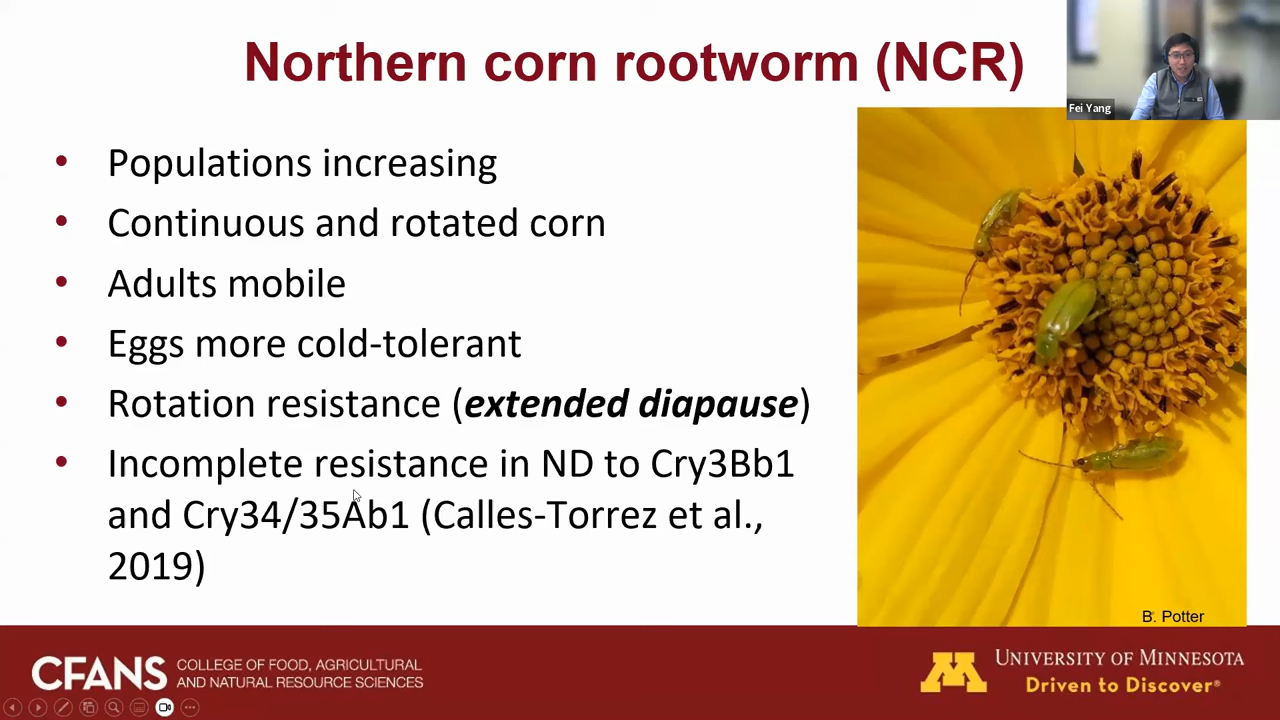 Northern corn rootworm (NCR)
Fei Yang
• Populations increasing
• Continuous and rotated corn
• Adults mobile
• Eggs more cold-tolerant
• Rotation resistance (extended diapause)
• Incomplete resistance in ND to Cry3Bb1
and Cry34/35Ab1 (Calles-Torrez et al.,
2019)
B. Potter
CFANS
COLLEGE OF FOOD, AGRICULTURAL
AND NATURAL RESOURCE SCIENCES
M
UNIVERSITY OF MINNESOTA
Driven to Discover®